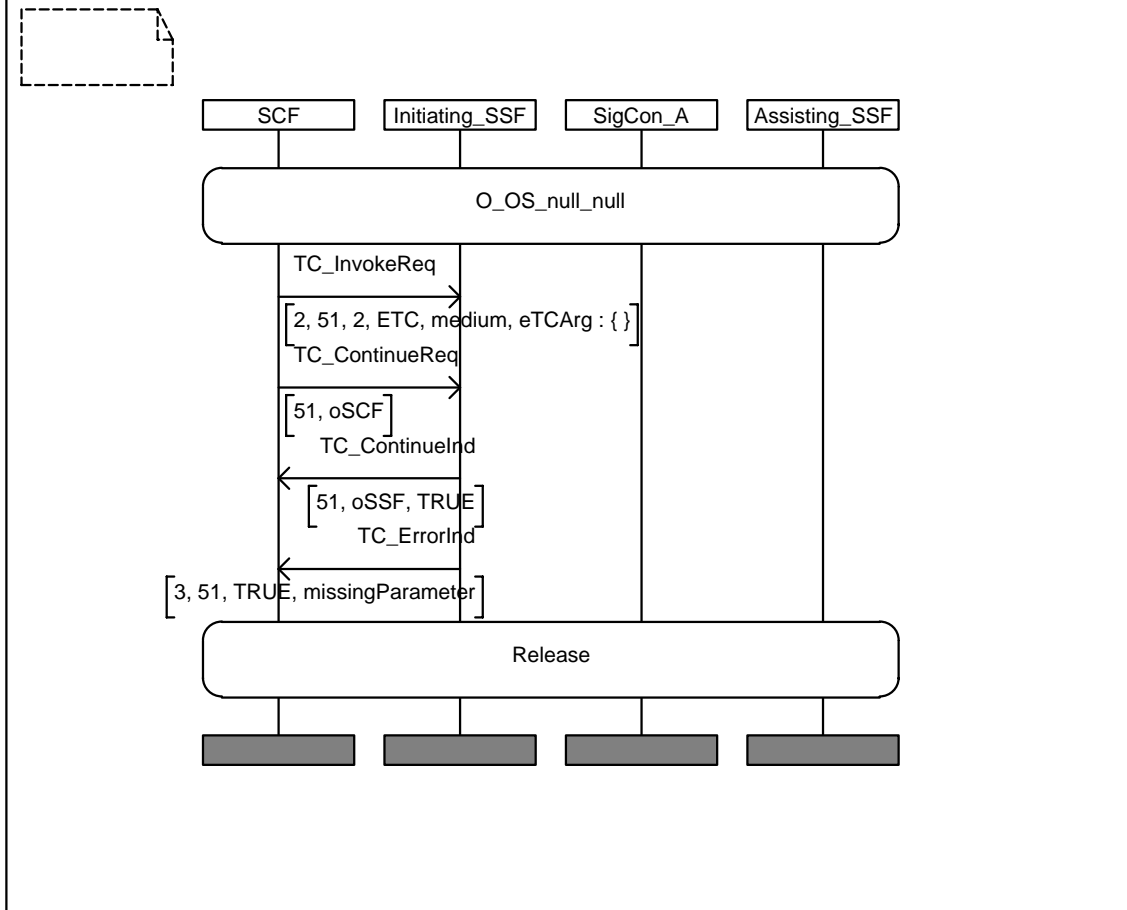 SCF Initiating_SSF SigCon_A Assisting_SSF
O_OS_null_null
TC_InvokeReq
2, 51, 2, ETC, medium, eTCArg : { }
TC_ContinueReq
51, oSCF
TC_ContinueInd
51, oSSF, TRUE
TC_ErrorInd
3, 51, TRUE, missingParameter
Release